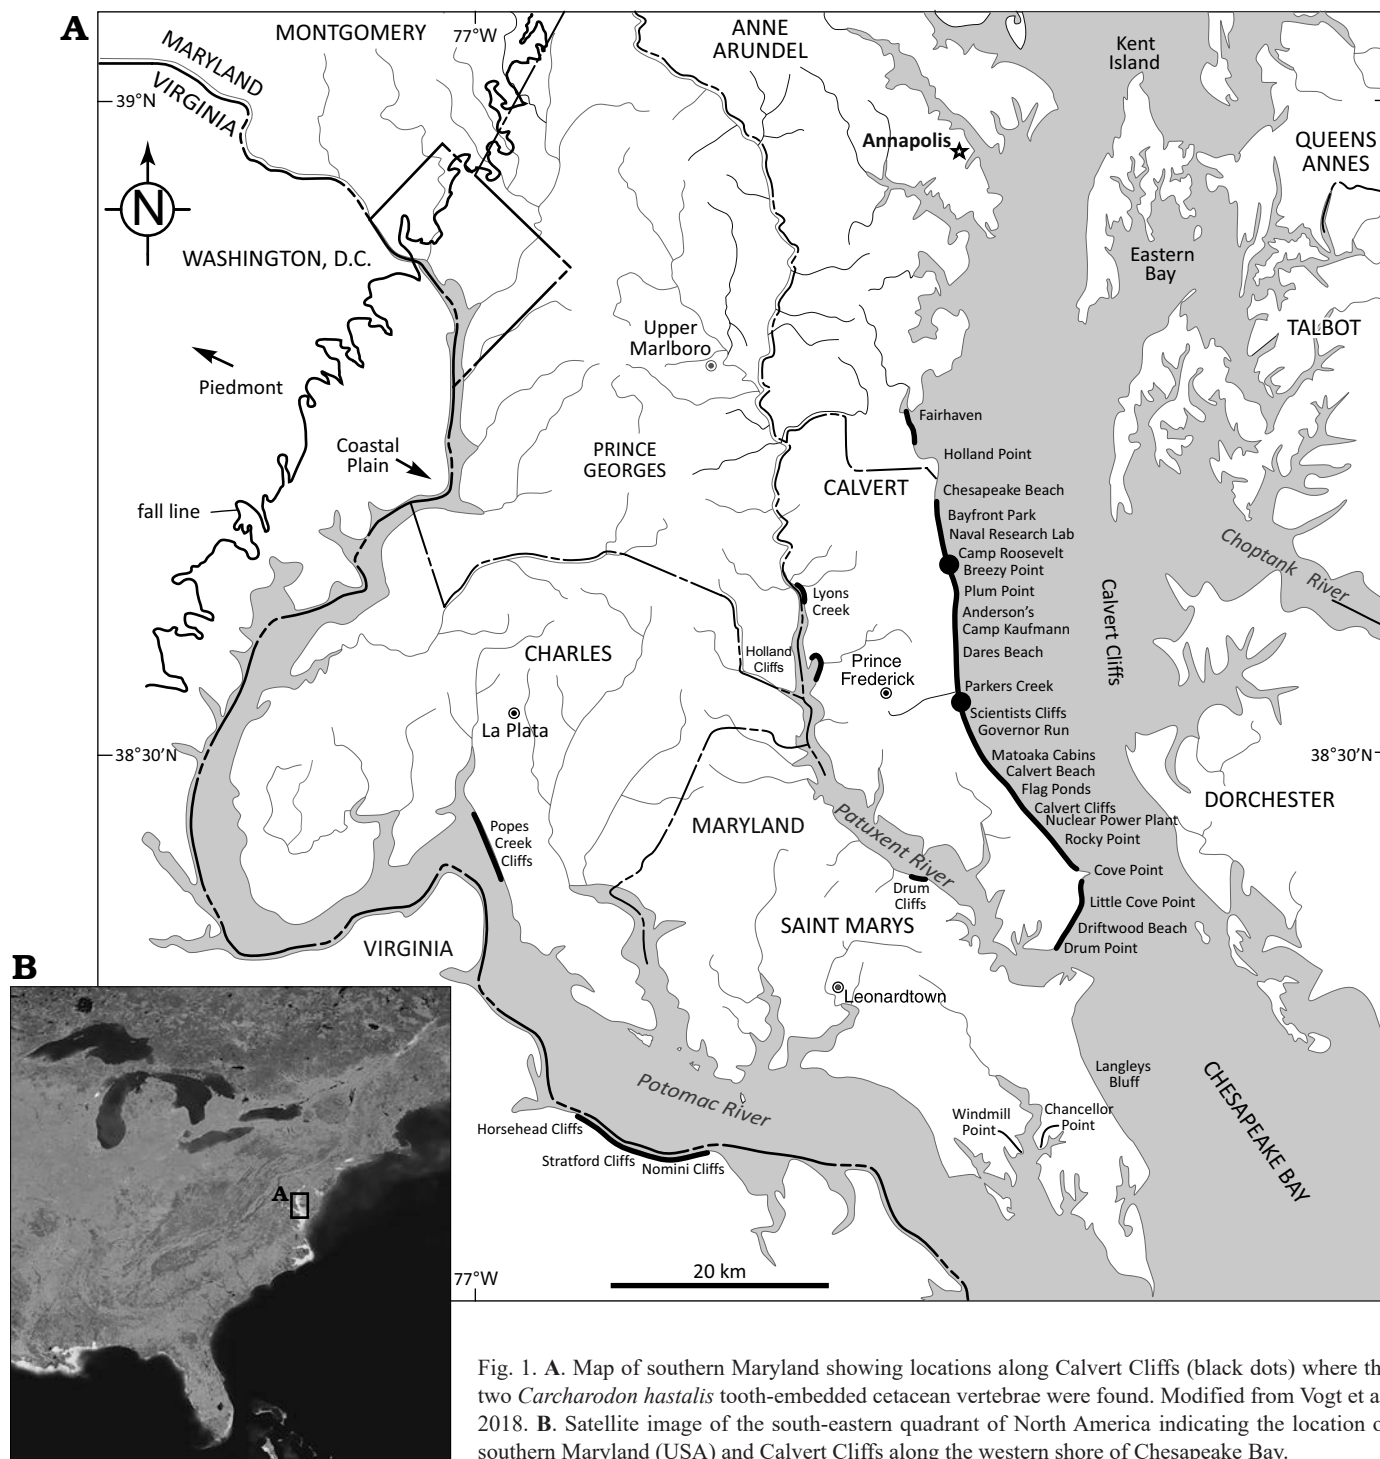 A
MONTGOMERY
77°W
ANNE
ARUNDEL
Kent
Island
MARYLAND
VIRGINIA
39°N
Annapolis
QUEENS
ANNES
N
WASHINGTON, D.C.
Eastern
Bay
Upper
Marlboro
TALBOT
Piedmont
Fairhaven
Coastal
Plain
PRINCE
GEORGES
Holland Point
CALVERT
Chesapeake Beach
fall line
Bayfront Park
Naval Research Lab
Camp Roosevelt
Breezy Point
Choptank River
Plum Point
Lyons
Creek
Anderson's
Camp Kaufmann
Calvert Cliffs
CHARLES
Holland
Cliffs
Dares Beach
Prince
Frederick
Parkers Creek
La Plata
Scientists Cliffs
Governor Run
38°30'N
Matoaka Cabins
38°30'N
Calvert Beach
Flag Ponds
DORCHESTER
Calvert Cliffs
Nuclear Power Plant
Popes
Creek
Cliffs
MARYLAND
Patuxent River
Rocky Point
Cove Point
Drum
Cliffs
Little Cove Point
SAINT MARYS
Driftwood Beach
VIRGINIA
Drum Point
B
Leonardtown
Langleys
Bluff
CHESAPEAKE BAY
Potomac River
Windmill
Point
Chancellor
Point
Horsehead Cliffs
Stratford Cliffs
Nomini Cliffs
A
77°W
20 km
Fig. 1. A. Map of southern Maryland showing locations along Calvert Cliffs (black dots) where th
two Carcharodon hastalis tooth-embedded cetacean vertebrae were found. Modified from Vogt et a
2018. B. Satellite image of the south-eastern quadrant of North America indicating the location o
southern Maryland (USA) and Calvert Cliffs along the western shore of Chesapeake Bay.